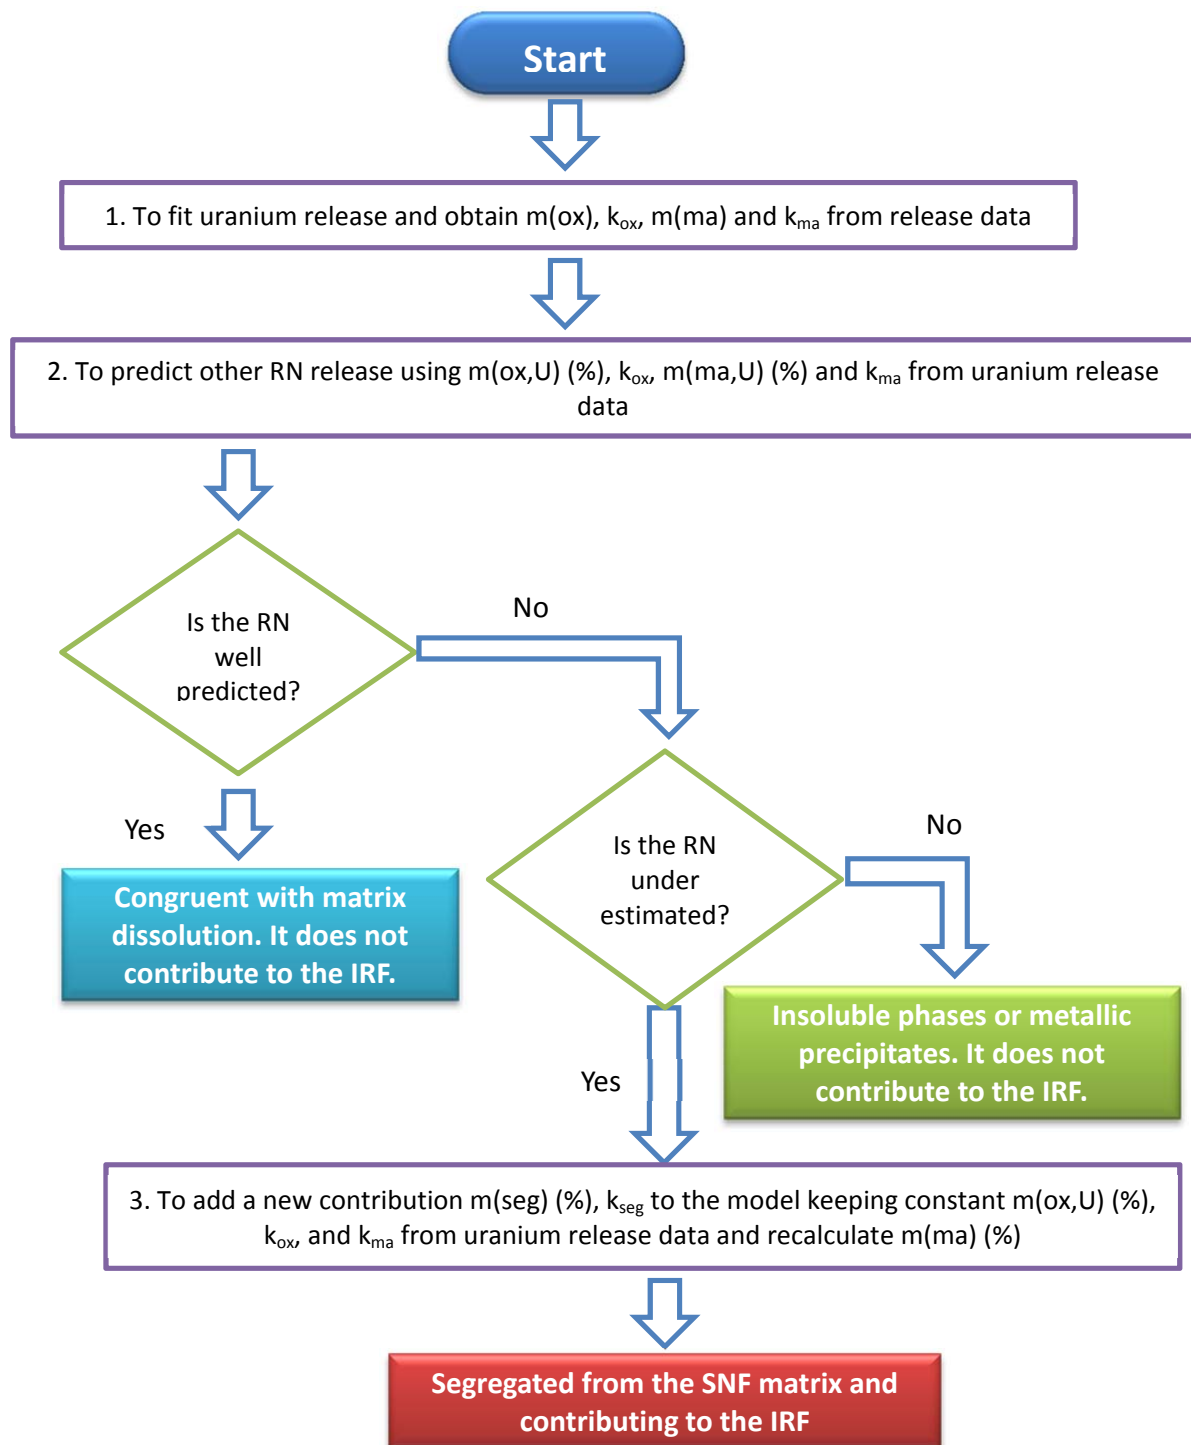 Start
1. To fit uranium release and obtain m(ox), kox, m(ma) and kma from release data
2. To predict other RN release using m(ox,U) (%), kox, m(ma,U) (%) and kma from uranium release
data
Is the RN
well
predicted?
No
Yes
Congruent with matrix
dissolution. It does not
contribute to the IRF.
Is the RN
under
estimated?
No
Insoluble phases or metallic
precipitates. It does not
contribute to the IRF.
Yes
3. To add a new contribution m(seg) (%), kseg to the model keeping constant m(ox,U) (%),
kox, and kma from uranium release data and recalculate m(ma) (%)
Segregated from the SNF matrix and
contributing to the IRF